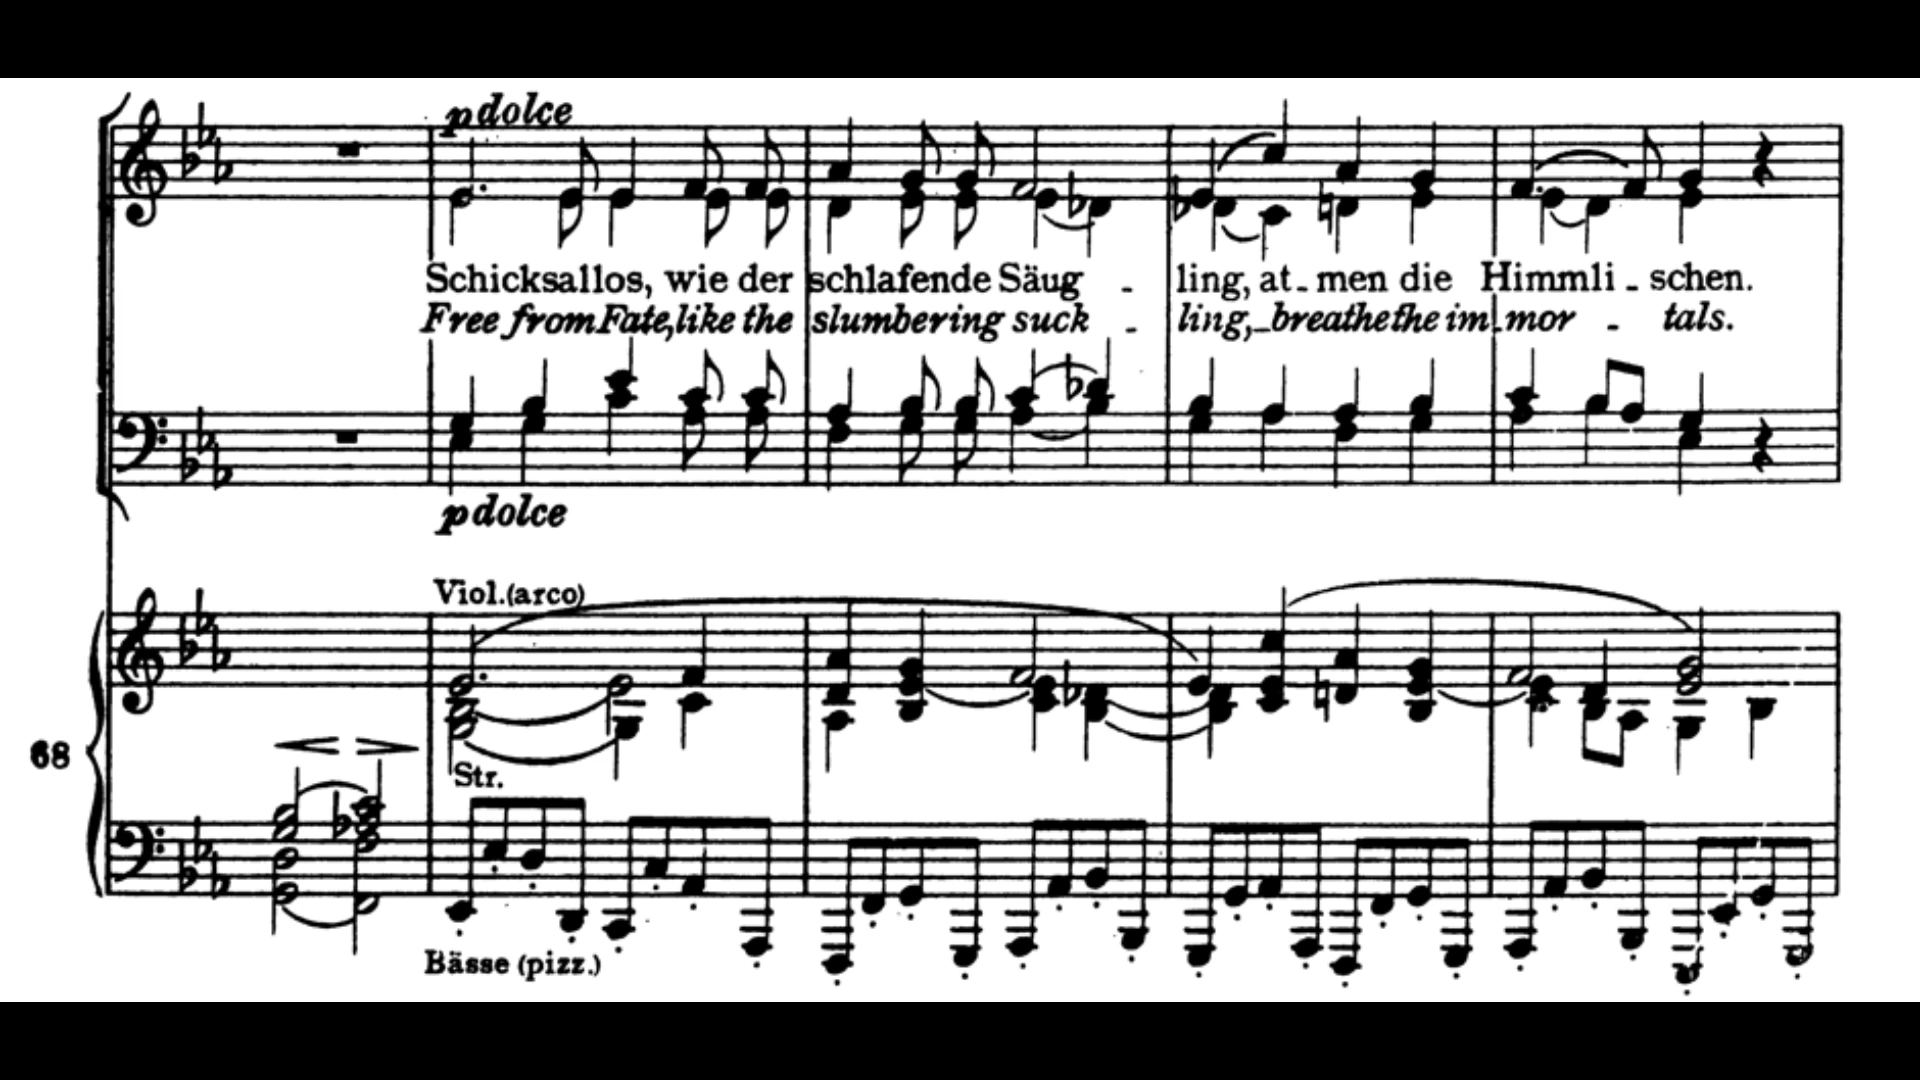 p dolce
Schicksallos, wie der schlafende Säug - ling, at - men die Himmli - schen.
Free from Fate, like the slumbering suck - ling, - breathe the im - mor - tals.
p dolce
Viol. (arco)
68
Str.
Bässe (pizz.)